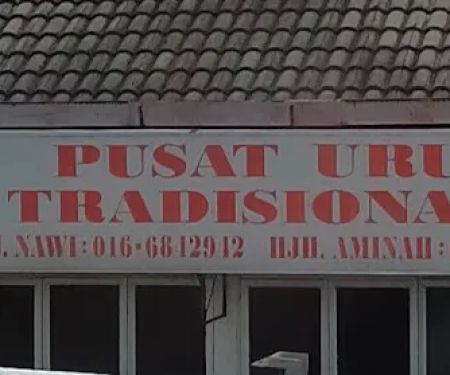 PUSAT URU
TRADISIONA
. NAWI : 016-6842942 HJH. AMINAH :